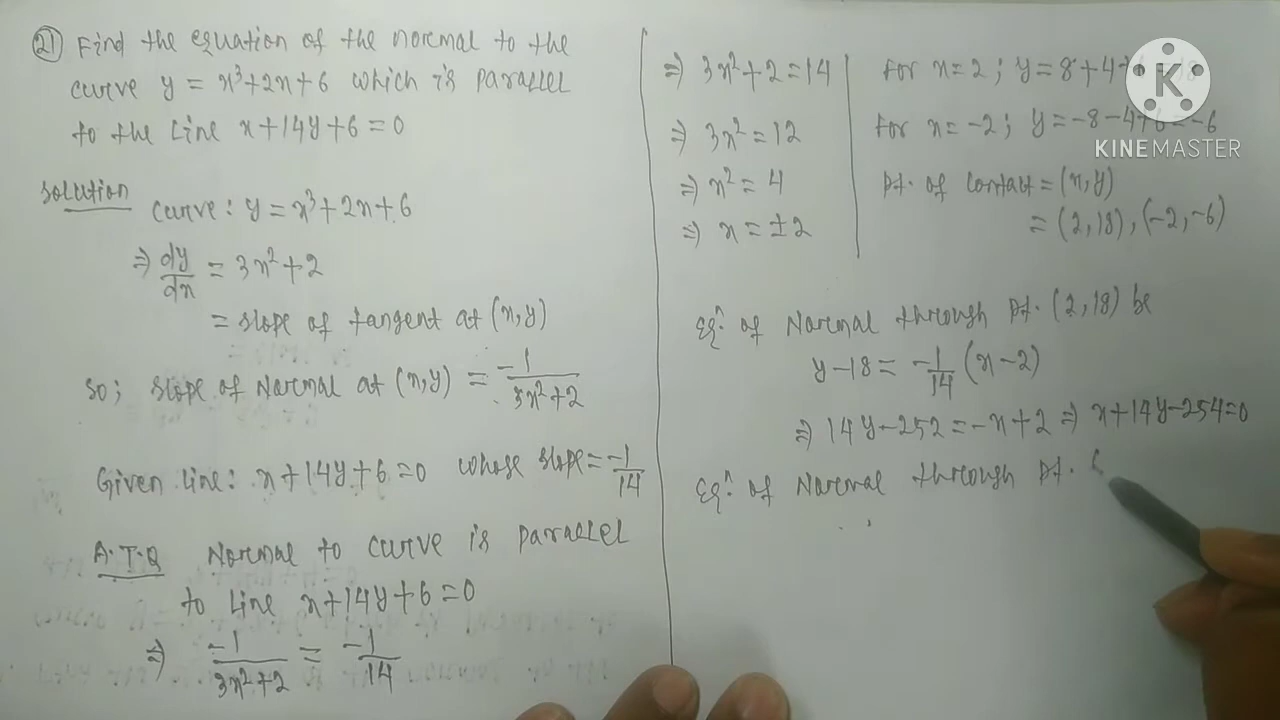 21) Find the equation of the normal to the
curve y = x³+2x+6 which is parallel
to the line x+14y+6=0
Solution
Curve: y = x³+2x+6
⇒ dy/dx = 3x²+2
= slope of tangent at (x,y)
So; slope of Normal at (x,y) = -1/(3x²+2)
Given line: x+14y+6=0 whose slope = -1/14
A.T.Q Normal to curve is parallel
to line x+14y+6=0
⇒ -1/(3x²+2) = -1/14
⇒ 3x²+2=14
⇒ 3x²=12
⇒ x²=4
⇒ x=±2
For x=2; y=8+4+
For x=-2; y=-8-4+6=-6
Pt. of contact = (x,y)
= (2,18), (-2,-6)
Eqn. of Normal through pt. (2,18) be
y-18 = -1/14 (x-2)
⇒ 14y-252=-x+2 ⇒ x+14y-254=0
Eqn. of Normal through pt. (
K
KINEMASTER